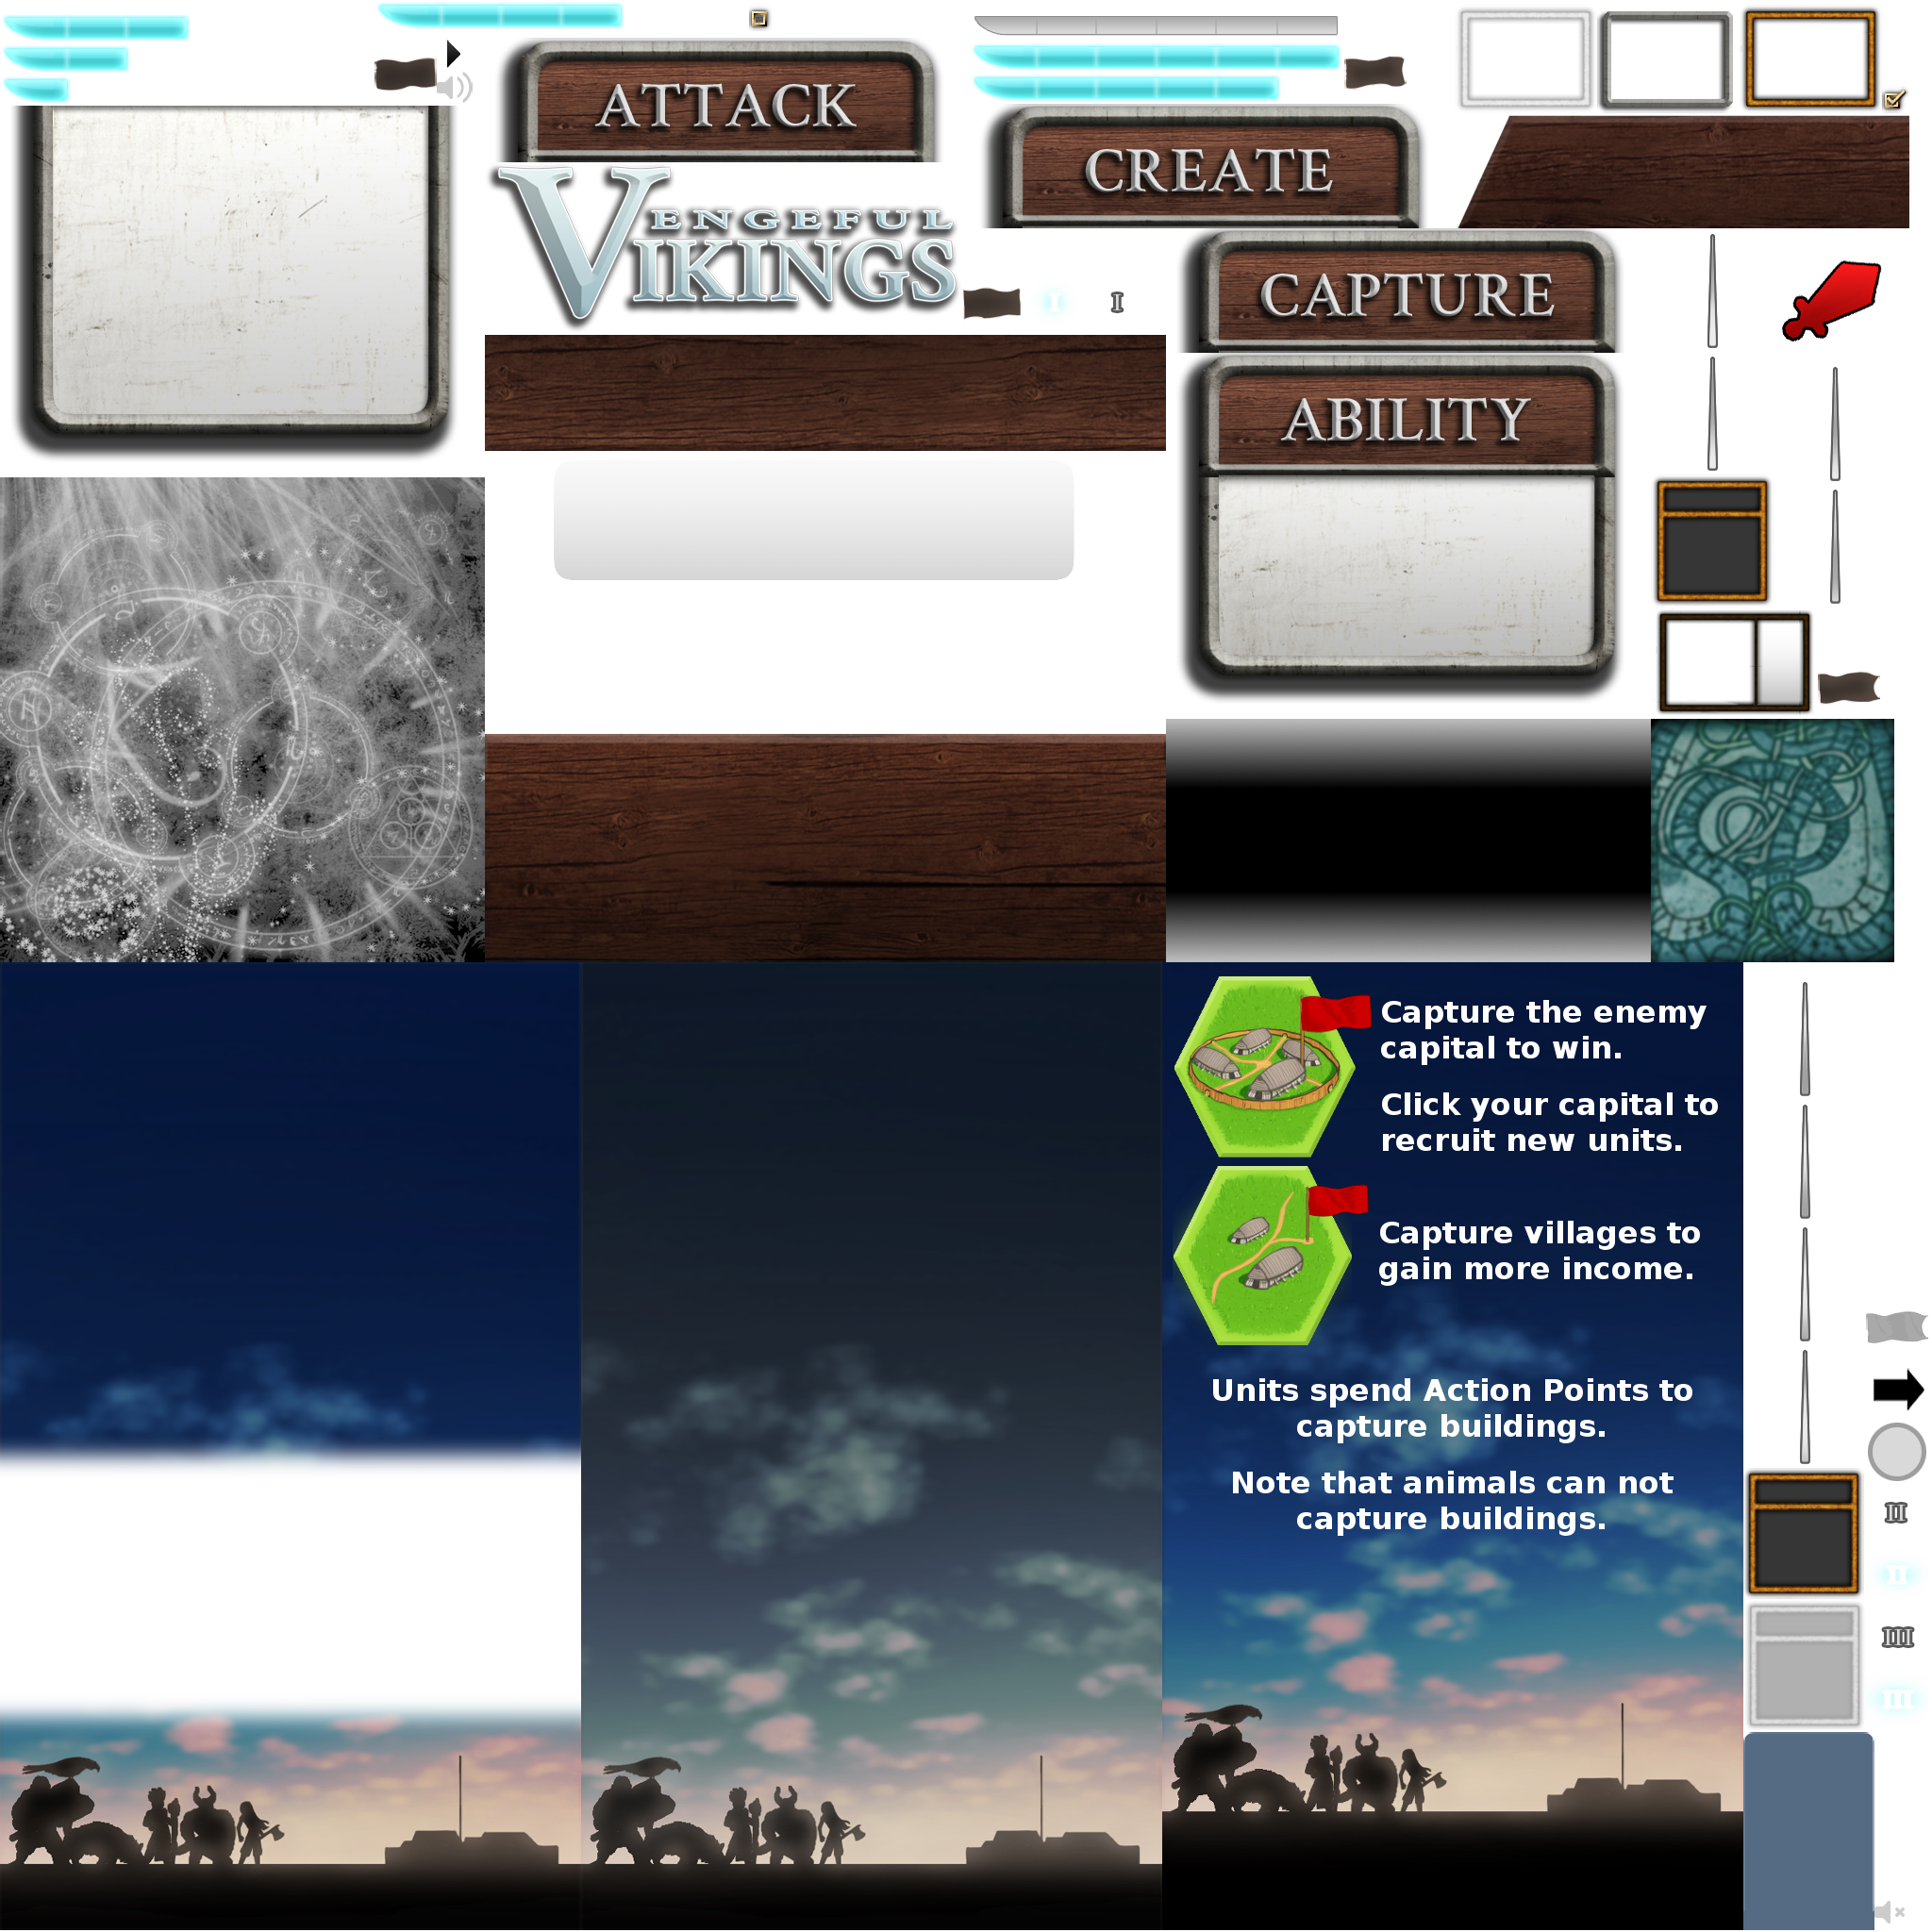 ATTACK
CREATE
VENGEFUL
VIKINGS
I
I
CAPTURE
ABILITY
Capture the enemy
capital to win.
Click your capital to
recruit new units.
Capture villages to
gain more income.
Units spend Action Points to
capture buildings.
Note that animals can not
capture buildings.
II
II
III
III